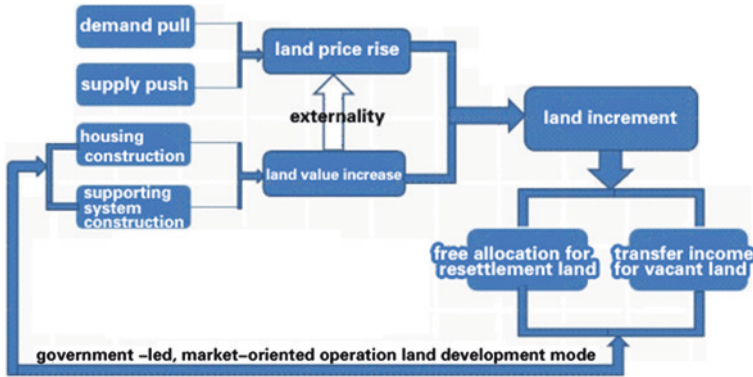 demand pull
supply push
land price rise
externality
land increment
housing
construction
supporting
system
construction
land value increase
free allocation for
resettlement land
transfer income
for vacant land
government –led, market–oriented operation land development mode